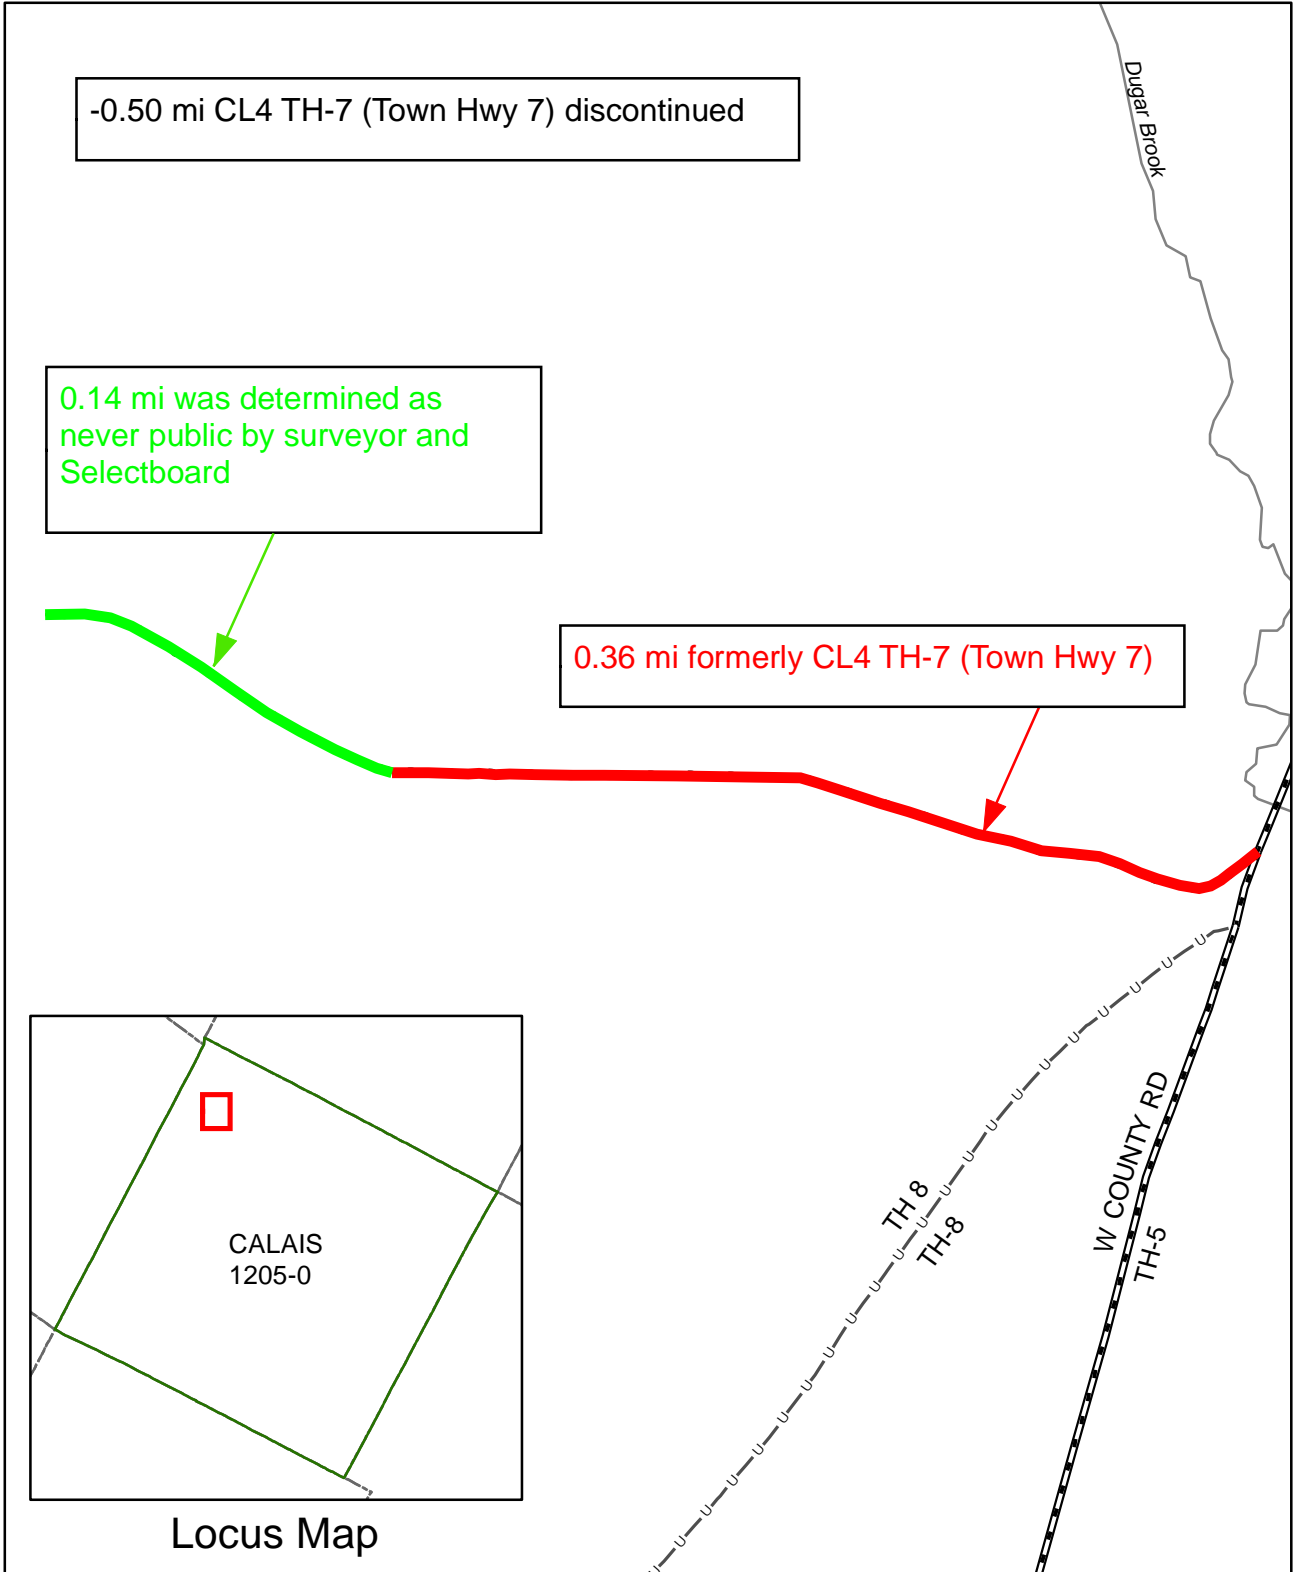 -0.50 mi CL4 TH-7 (Town Hwy 7) discontinued
Dugar Brook
0.14 mi was determined as
never public by surveyor and
Selectboard
0.36 mi formerly CL4 TH-7 (Town Hwy 7)
TH 8
TH-8
W COUNTY RD
TH-5
CALAIS
1205-0
Locus Map